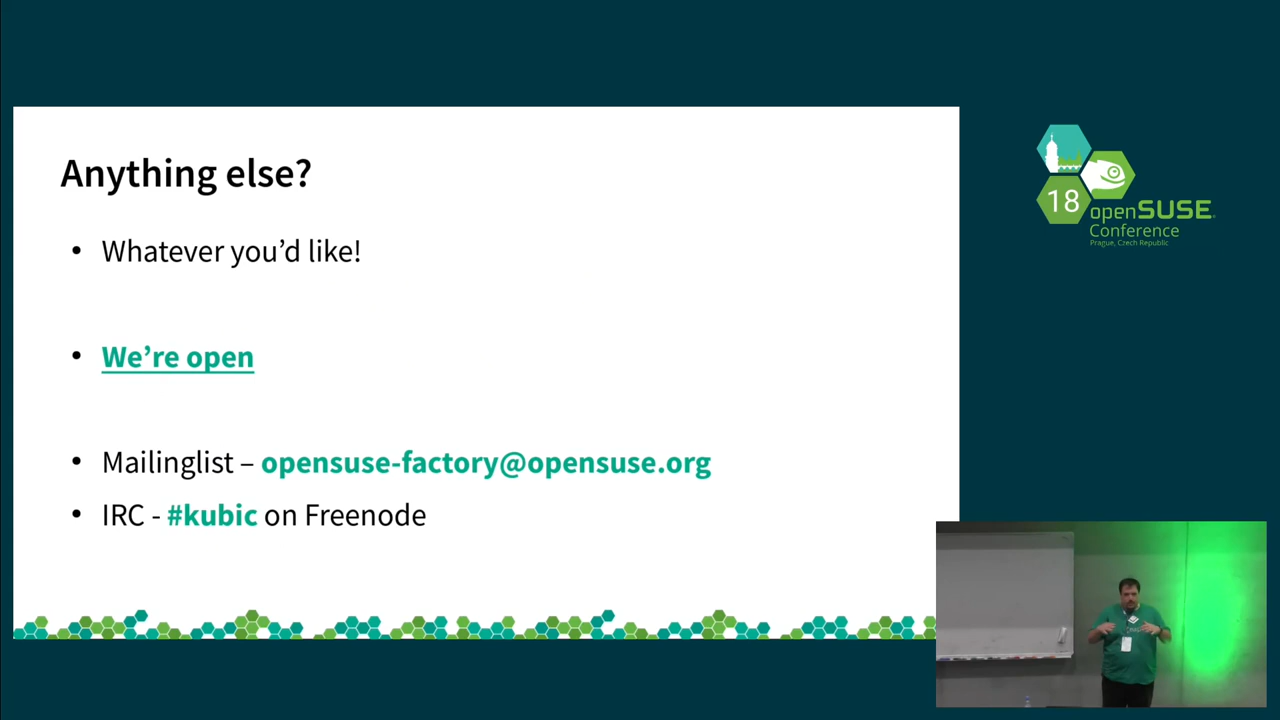 Anything else?
• Whatever you'd like!
• We're open
• Mailinglist – opensuse-factory@opensuse.org
• IRC - #kubic on Freenode
18
openSUSE
Conference
Prague, Czech Republic